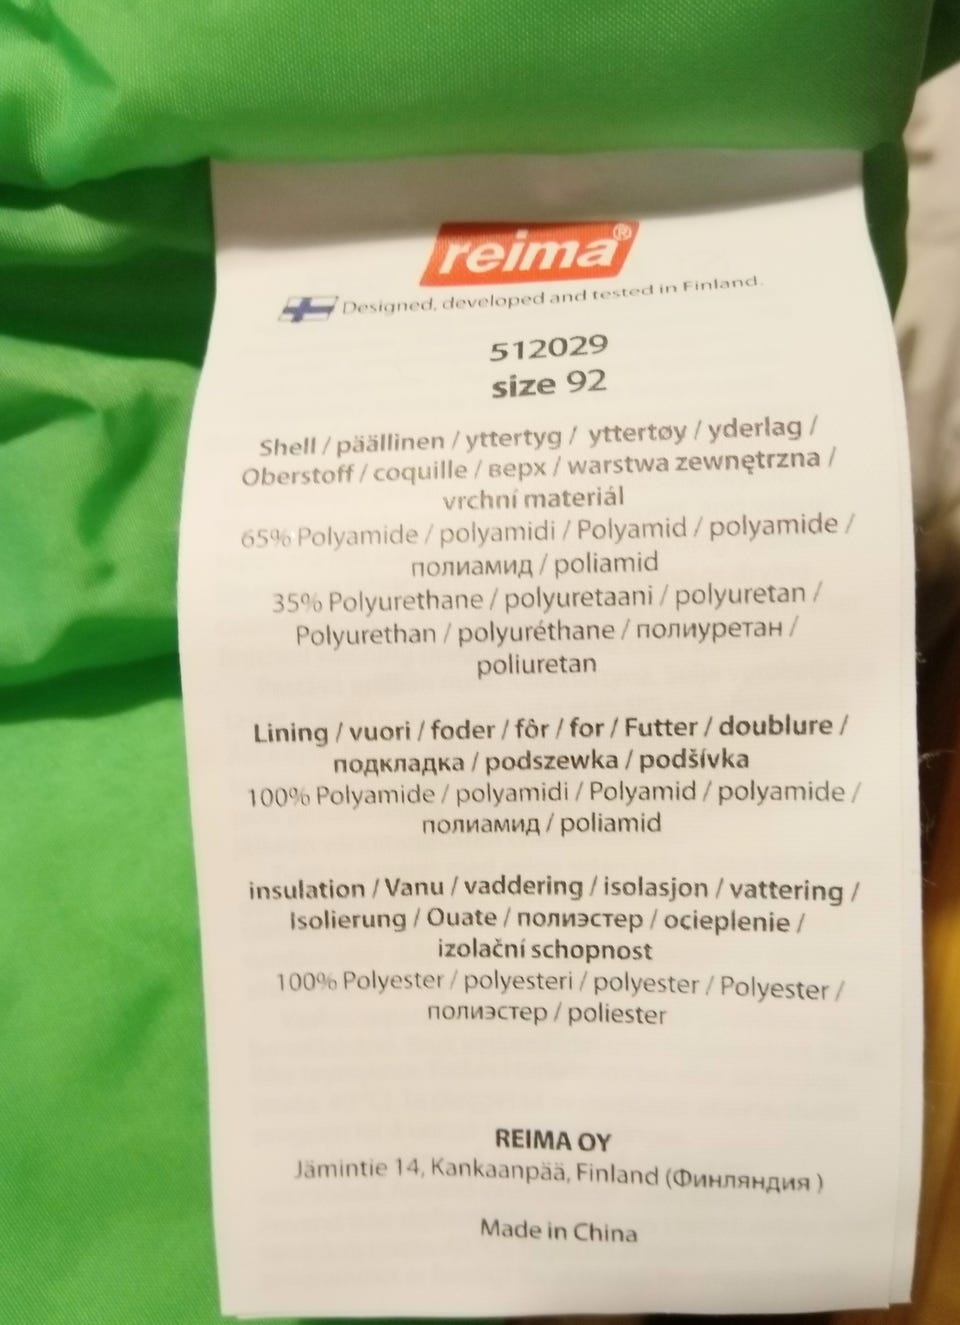 reima®
Designed, developed and tested in Finland.
512029
size 92
Shell / päällinen / yttertyg / yttertøy / yderlag /
Oberstoff / coquille / верх / warstwa zewnętrzna /
vrchní materiál
65% Polyamide / polyamidi / Polyamid / polyamide /
полиамид / poliamid
35% Polyurethane / polyuretaani / polyuretan /
Polyurethan / polyuréthane / полиуретан /
poliuretan
Lining / vuori / foder / fôr / for / Futter / doublure /
подкладка / podszewka / podšívka
100% Polyamide / polyamidi / Polyamid / polyamide /
полиамид / poliamid
insulation / Vanu / vaddering / isolasjon / vattering /
Isolierung / Ouate / полиэстер / ocieplenie /
izolační schopnost
100% Polyester / polyesteri / polyester / Polyester /
полиэстер / poliester
REIMA OY
Jämintie 14, Kankaanpää, Finland (Финляндия )
Made in China